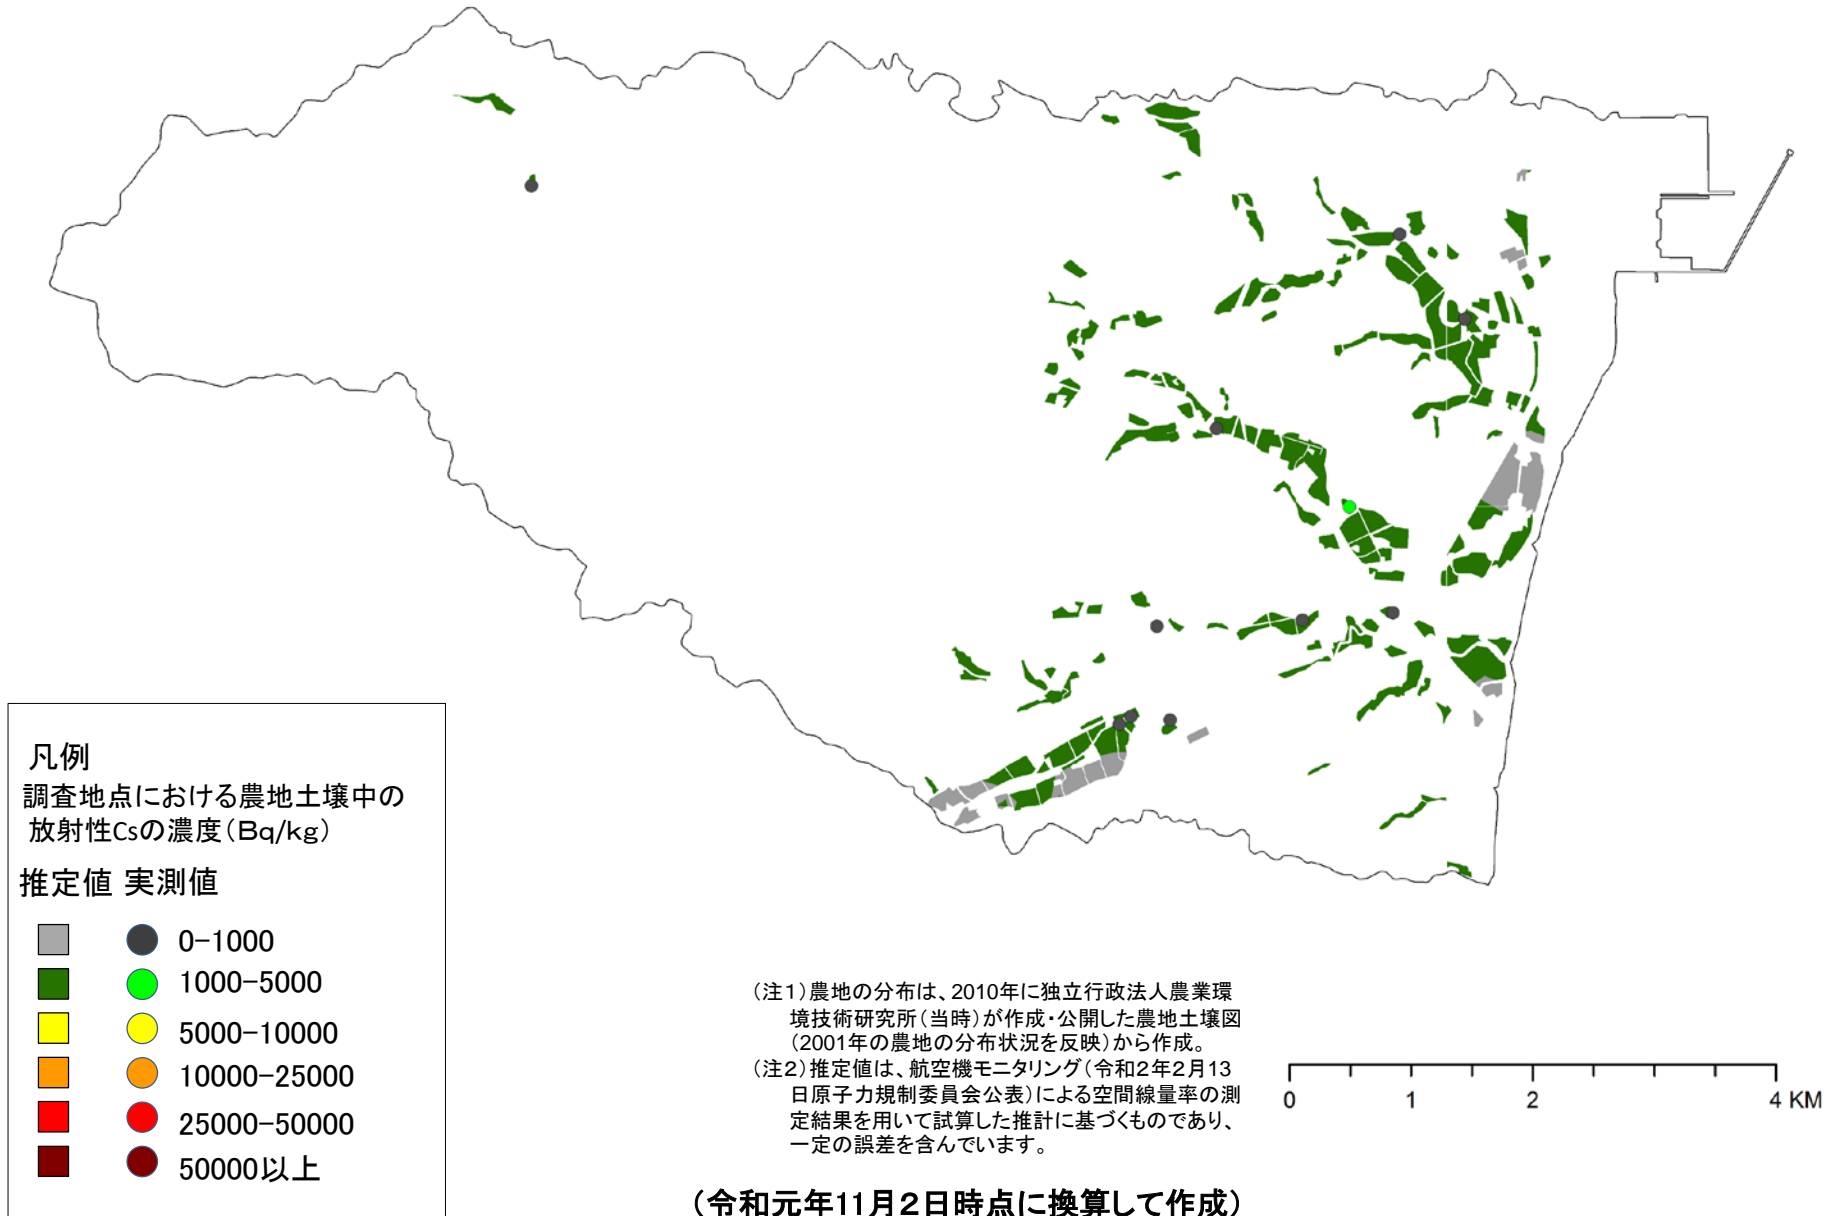 凡例
調査地点における農地土壌中の
放射性Csの濃度(Bq/kg)
推定値 実測値
0-1000
1000-5000
5000-10000
10000-25000
25000-50000
50000以上
(注1)農地の分布は、2010年に独立行政法人農業環
境技術研究所(当時)が作成・公開した農地土壌図
(2001年の農地の分布状況を反映)から作成。
(注2)推定値は、航空機モニタリング(令和2年2月13
日原子力規制委員会公表)による空間線量率の測
定結果を用いて試算した推計に基づくものであり、
一定の誤差を含んでいます。
0 1 2 4 KM
(令和元年11月2日時点に換算して作成)